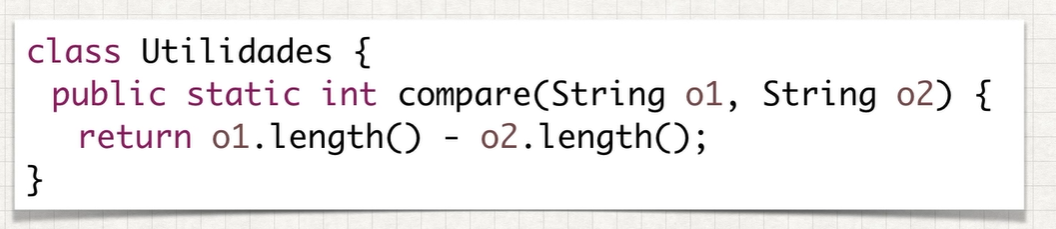 class Utilidades {
public static int compare(String o1, String o2) {
return o1.length() - o2.length();
}